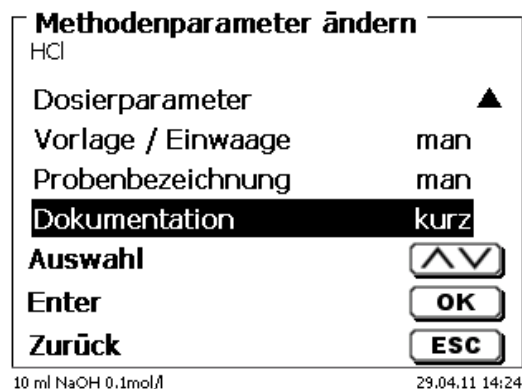 Methodenparameter ändern
HCl
Dosierparameter
Vorlage / Einwaage man
Probenbezeichnung man
Dokumentation kurz
Auswahl
Enter OK
Zurück ESC
10 ml NaOH 0.1mol/l 29.04.11 14:24